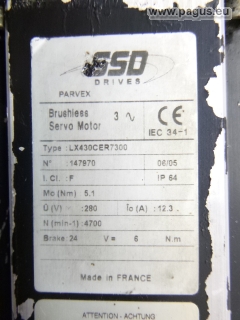 © www.pagus.eu
SSD
DRIVES
PARVEX
Brushless 3 ~ CE
Servo Motor IEC 34-1
Type : LX430CER7300
N° : 147970 06/05
I. Cl. : F IP 64
Mo (Nm) : 5.1
Û (V) : 280 Îo (A) : 12.3
N (min-1) : 4700
Brake: 24 V= 6 N.m
Made in FRANCE
ATTENTION - ACHTUNG